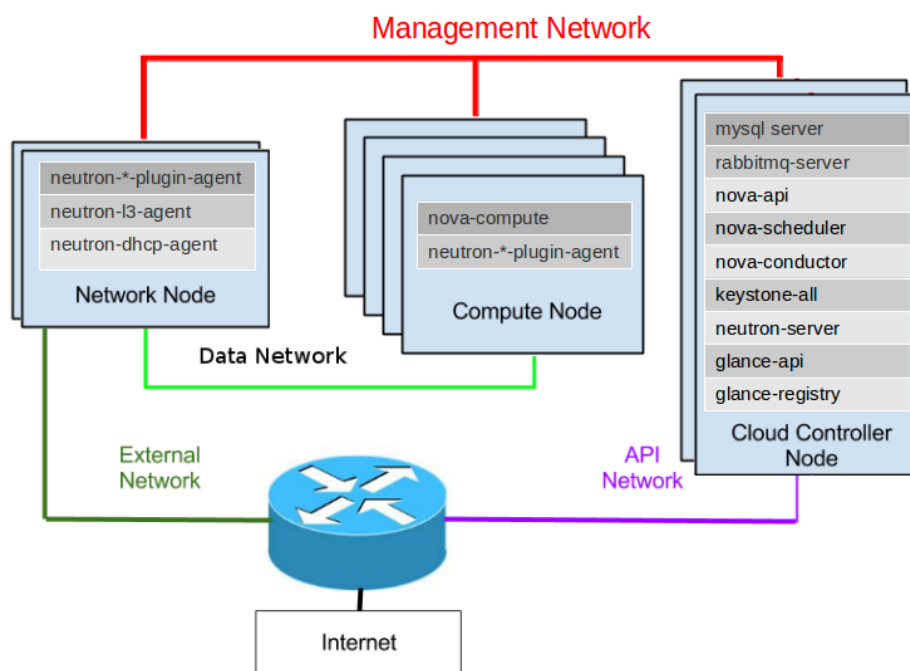 Management Network
neutron-*-plugin-agent
neutron-l3-agent
neutron-dhcp-agent
Network Node
nova-compute
neutron-*-plugin-agent
Compute Node
mysql server
rabbitmq-server
nova-api
nova-scheduler
nova-conductor
keystone-all
neutron-server
glance-api
glance-registry
Cloud Controller
Node
Data Network
External
Network
API
Network
Internet